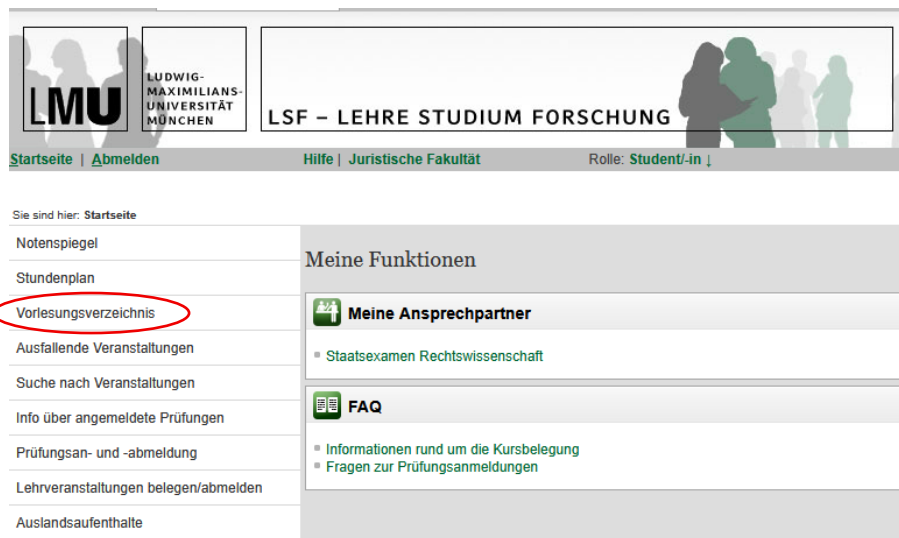 LMU
LUDWIG-
MAXIMILIANS-
UNIVERSITÄT
MÜNCHEN
LSF – LEHRE STUDIUM FORSCHUNG
Startseite | Abmelden
Hilfe | Juristische Fakultät
Rolle: Student/-in ↓
Sie sind hier: Startseite
Notenspiegel
Stundenplan
Vorlesungsverzeichnis
Ausfallende Veranstaltungen
Suche nach Veranstaltungen
Info über angemeldete Prüfungen
Prüfungsan- und -abmeldung
Lehrveranstaltungen belegen/abmelden
Auslandsaufenthalte
Meine Funktionen
Meine Ansprechpartner
Staatsexamen Rechtswissenschaft
FAQ
Informationen rund um die Kursbelegung
Fragen zur Prüfungsanmeldungen